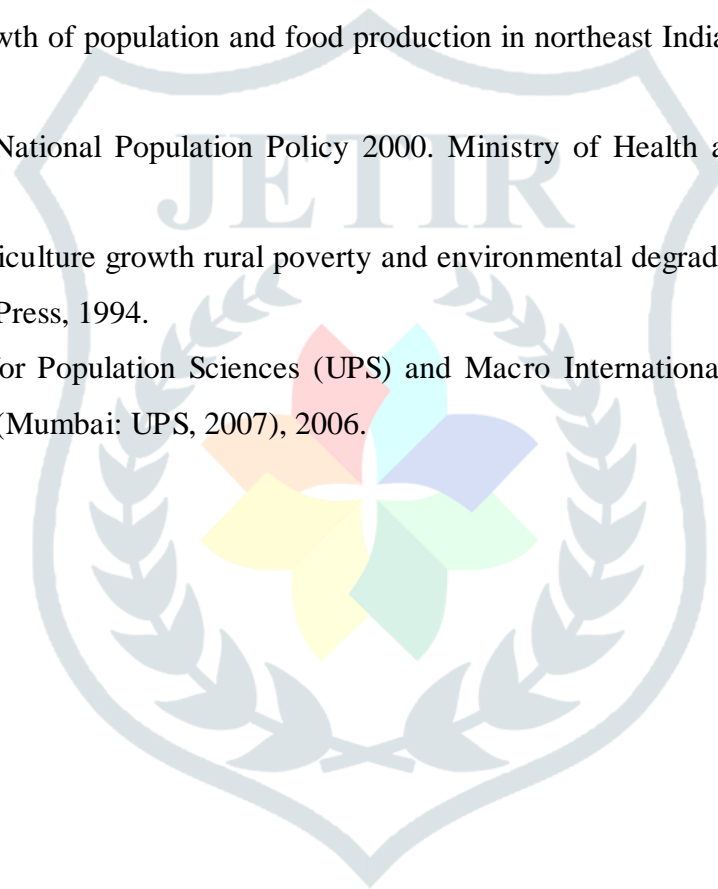 wth of population and food production in northeast India
National Population Policy 2000. Ministry of Health a
JETIR
iculture growth rural poverty and environmental degrad
Press, 1994.
or Population Sciences (UPS) and Macro Internationa
(Mumbai: UPS, 2007), 2006.